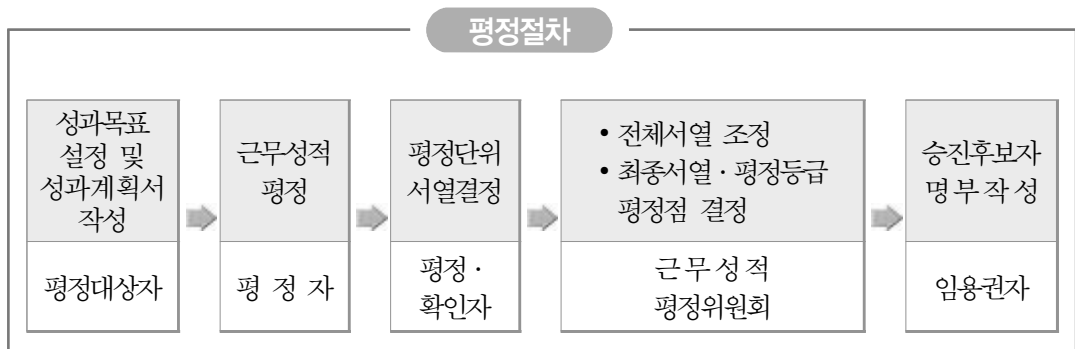 평정절차
성과목표
설정 및
성과계획서
작성
평정대상자
근무성적
평정
평 정 자
평정단위
서열결정
평정·
확인자
• 전체서열 조정
• 최종서열·평정등급
평정점 결정
근무성적
평정위원회
승진후보자
명부작성
임용권자